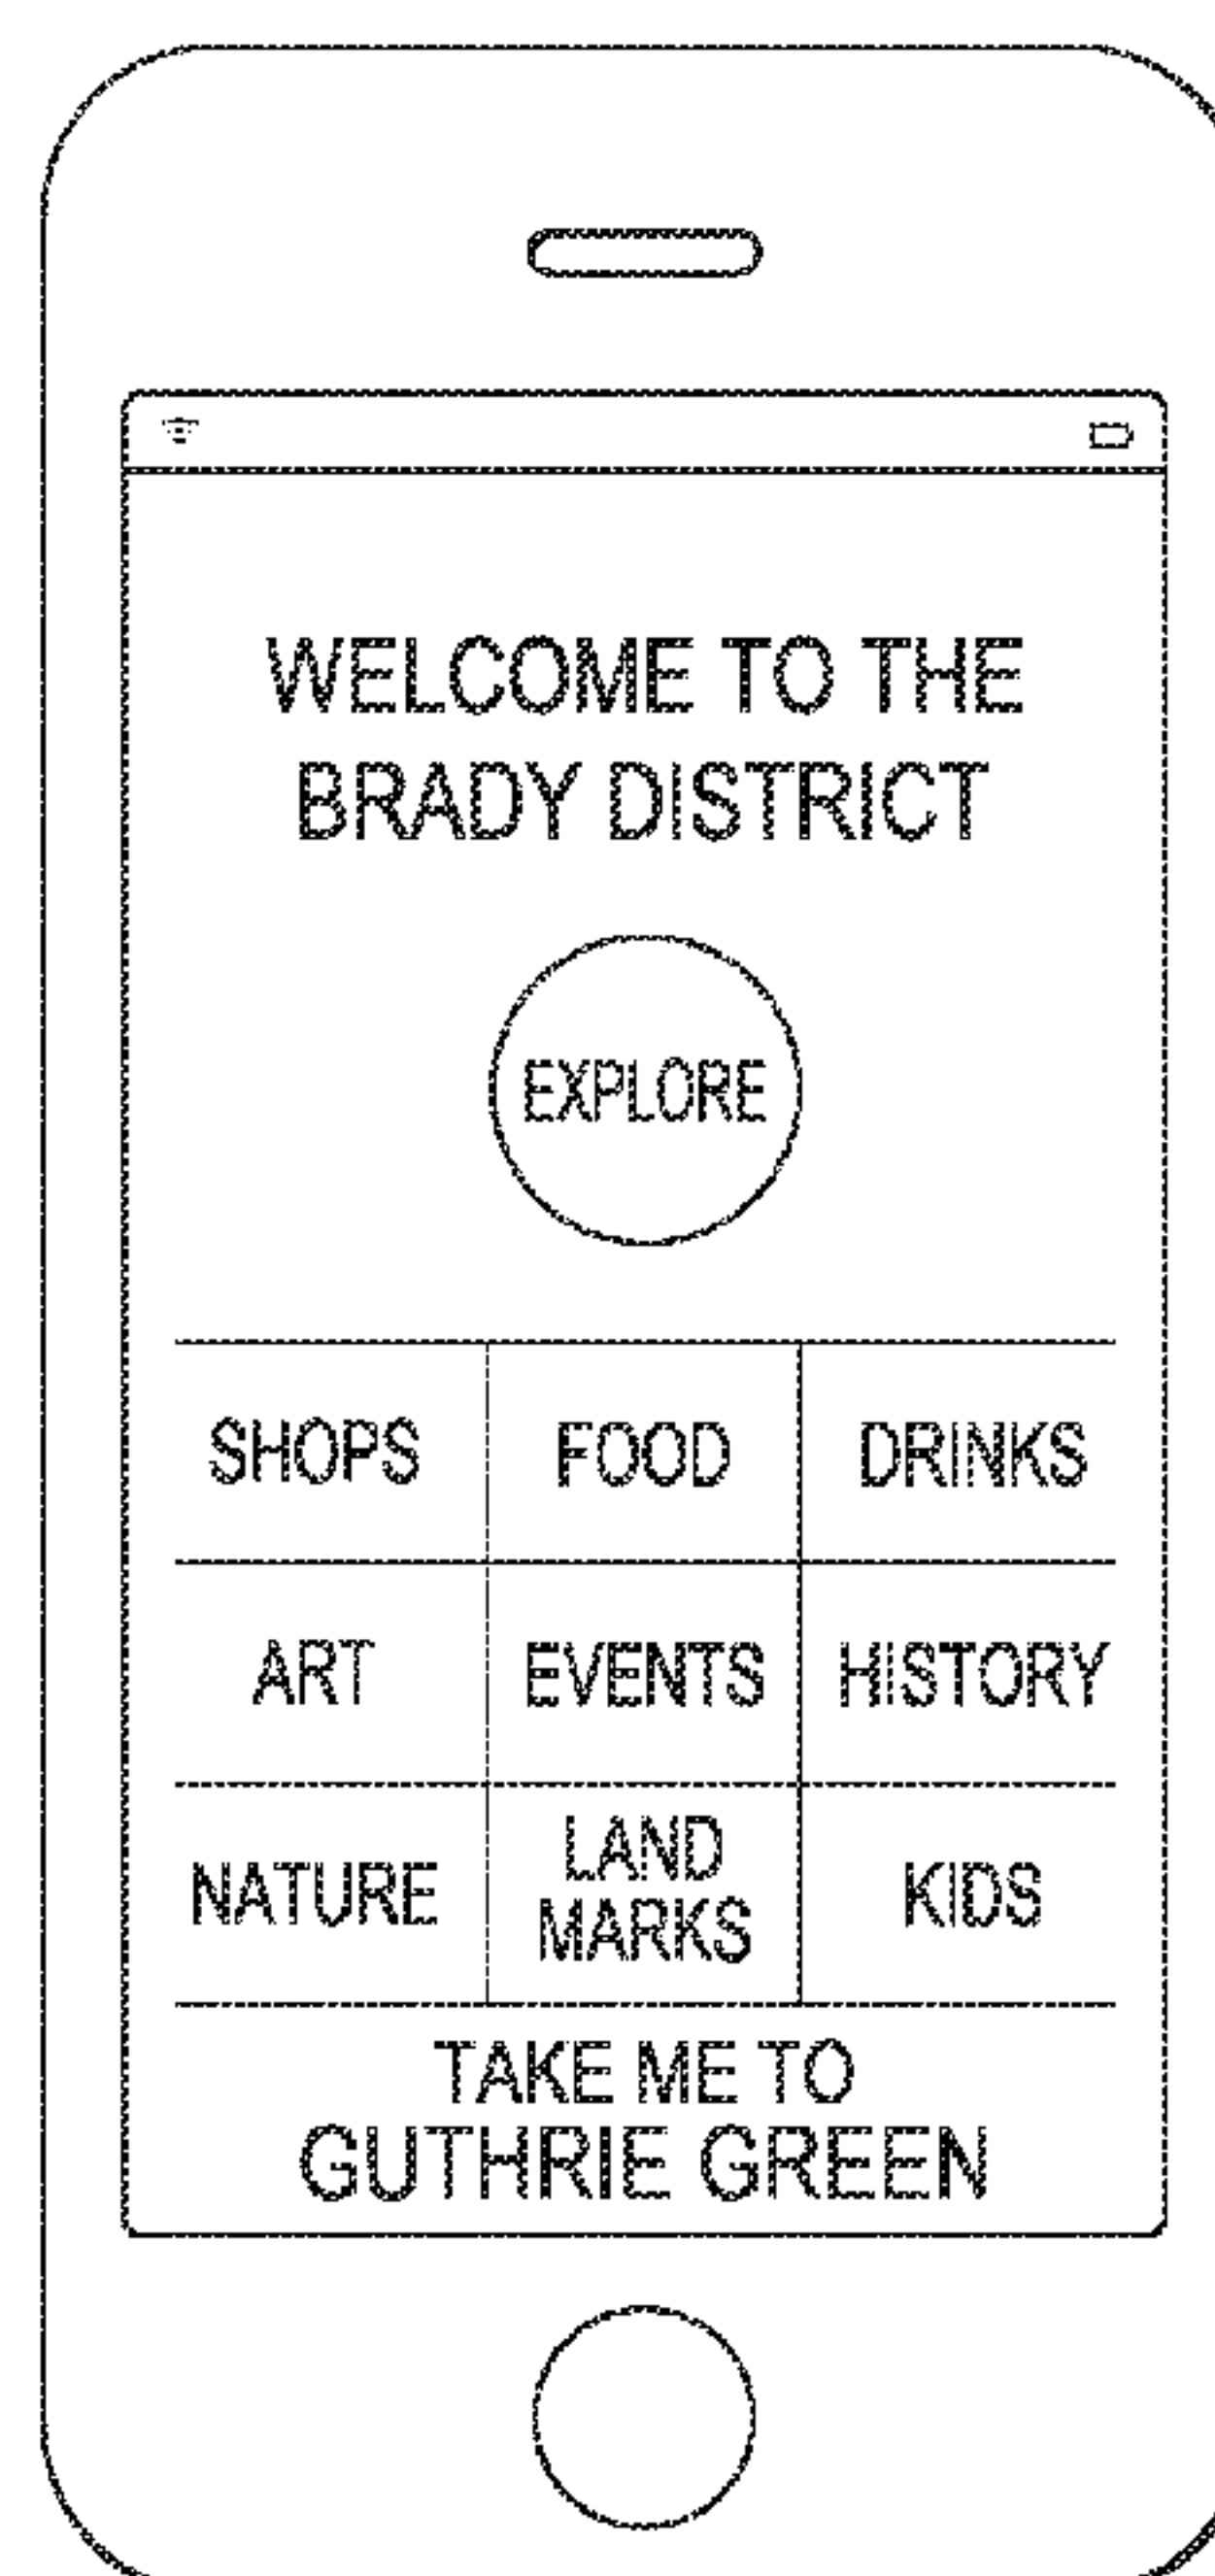 WELCOME TO THE
BRADY DISTRICT
EXPLORE
SHOPS FOOD DRINKS
ART EVENTS HISTORY
NATURE LAND MARKS KIDS
TAKE ME TO
GUTHRIE GREEN